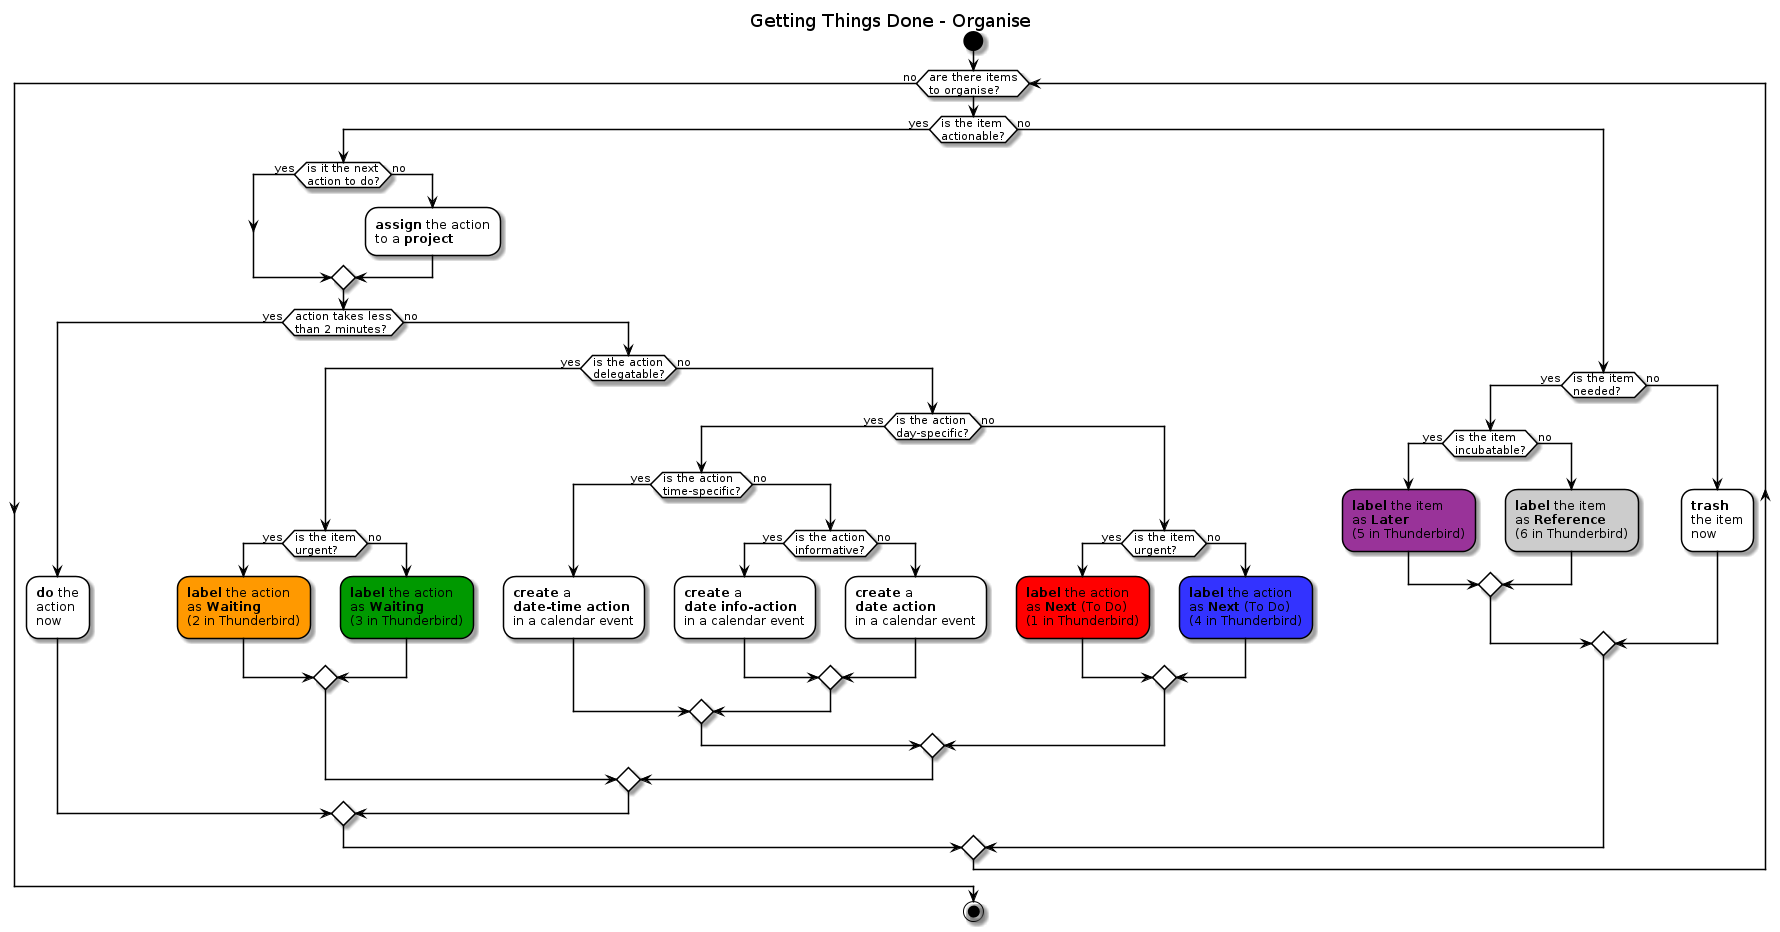 Getting Things Done - Organise
no
are there items
to organise?
yes
is the item
actionable?
no
yes
is it the next
action to do?
no
assign the action
to a project
yes
action takes less
than 2 minutes?
no
yes
is the action
delegatable?
no
yes
is the item
needed?
no
yes
is the action
day-specific?
no
yes
is the item
incubatable?
no
yes
is the action
time-specific?
no
label the item
as Later
(5 in Thunderbird)
label the item
as Reference
(6 in Thunderbird)
trash
the item
now
yes
is the item
urgent?
no
yes
is the action
informative?
no
yes
is the item
urgent?
no
do the
action
now
label the action
as Waiting
(2 in Thunderbird)
label the action
as Waiting
(3 in Thunderbird)
create a
date-time action
in a calendar event
create a
date info-action
in a calendar event
create a
date action
in a calendar event
label the action
as Next (To Do)
(1 in Thunderbird)
label the action
as Next (To Do)
(4 in Thunderbird)